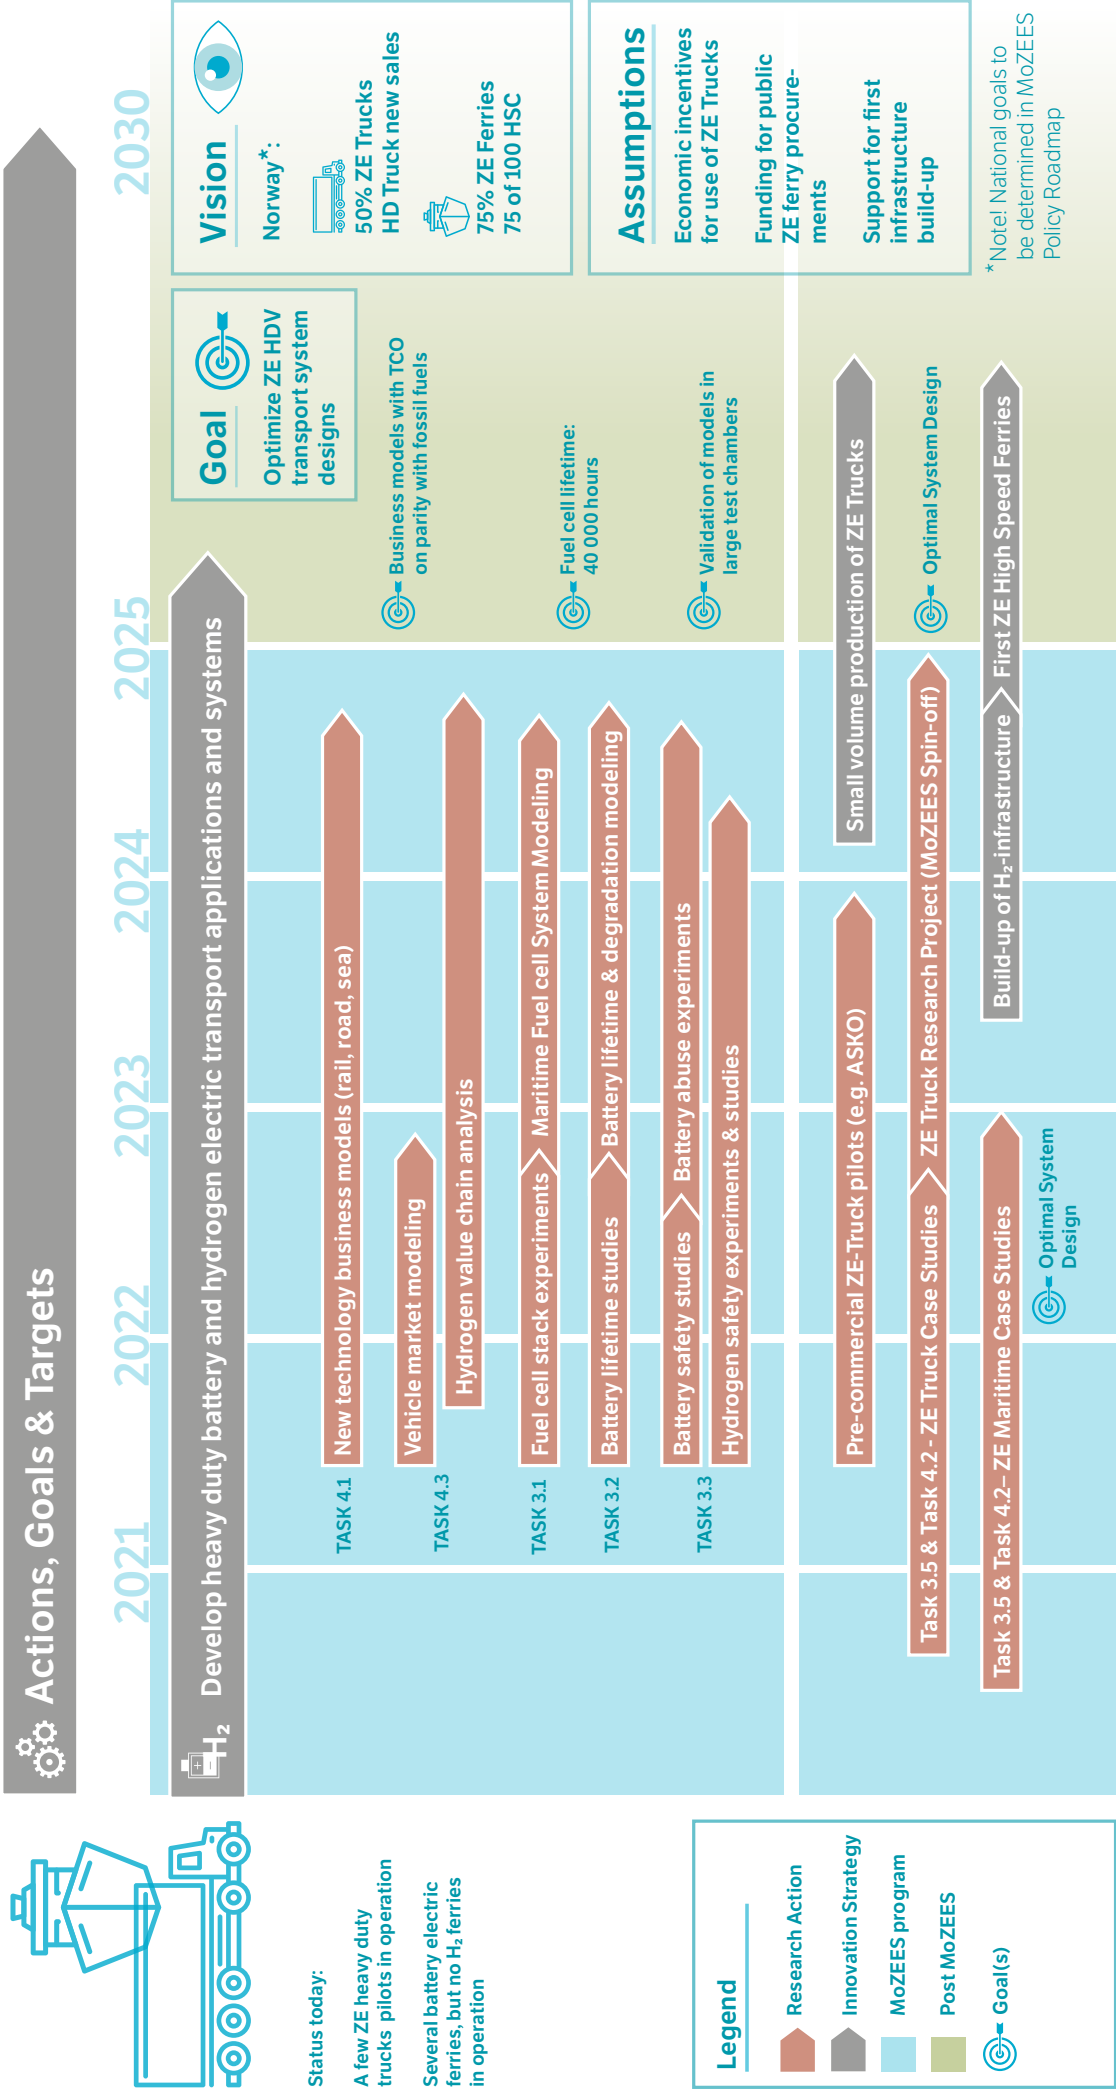 Actions, Goals & Targets
2021
2022
2023
2024
2025
2030
H₂
Develop heavy duty battery and hydrogen electric transport applications and systems
Status today:
A few ZE heavy duty
trucks pilots in operation
Several battery electric
ferries, but no H₂ ferries
in operation
TASK 4.1
New technology business models (rail, road, sea)
Business models with TCO
on parity with fossil fuels
TASK 4.3
Vehicle market modeling
Hydrogen value chain analysis
TASK 3.1
Fuel cell stack experiments
Maritime Fuel cell System Modeling
Fuel cell lifetime:
40 000 hours
TASK 3.2
Battery lifetime studies
Battery lifetime & degradation modeling
TASK 3.3
Battery safety studies
Battery abuse experiments
Hydrogen safety experiments & studies
Validation of models in
large test chambers
Pre-commercial ZE-Truck pilots (e.g. ASKO)
Small volume production of ZE Trucks
Task 3.5 & Task 4.2 - ZE Truck Case Studies
ZE Truck Research Project (MoZEES Spin-off)
Optimal System Design
Task 3.5 & Task 4.2– ZE Maritime Case Studies
Build-up of H₂-infrastructure
First ZE High Speed Ferries
Optimal System
Design
Goal
Optimize ZE HDV
transport system
designs
Vision
Norway*:
50% ZE Trucks
HD Truck new sales
75% ZE Ferries
75 of 100 HSC
Assumptions
Economic incentives
for use of ZE Trucks
Funding for public
ZE ferry procure-
ments
Support for first
infrastructure
build-up
*Note! National goals to
be determined in MoZEES
Policy Roadmap
Legend
Research Action
Innovation Strategy
MoZEES program
Post MoZEES
Goal(s)